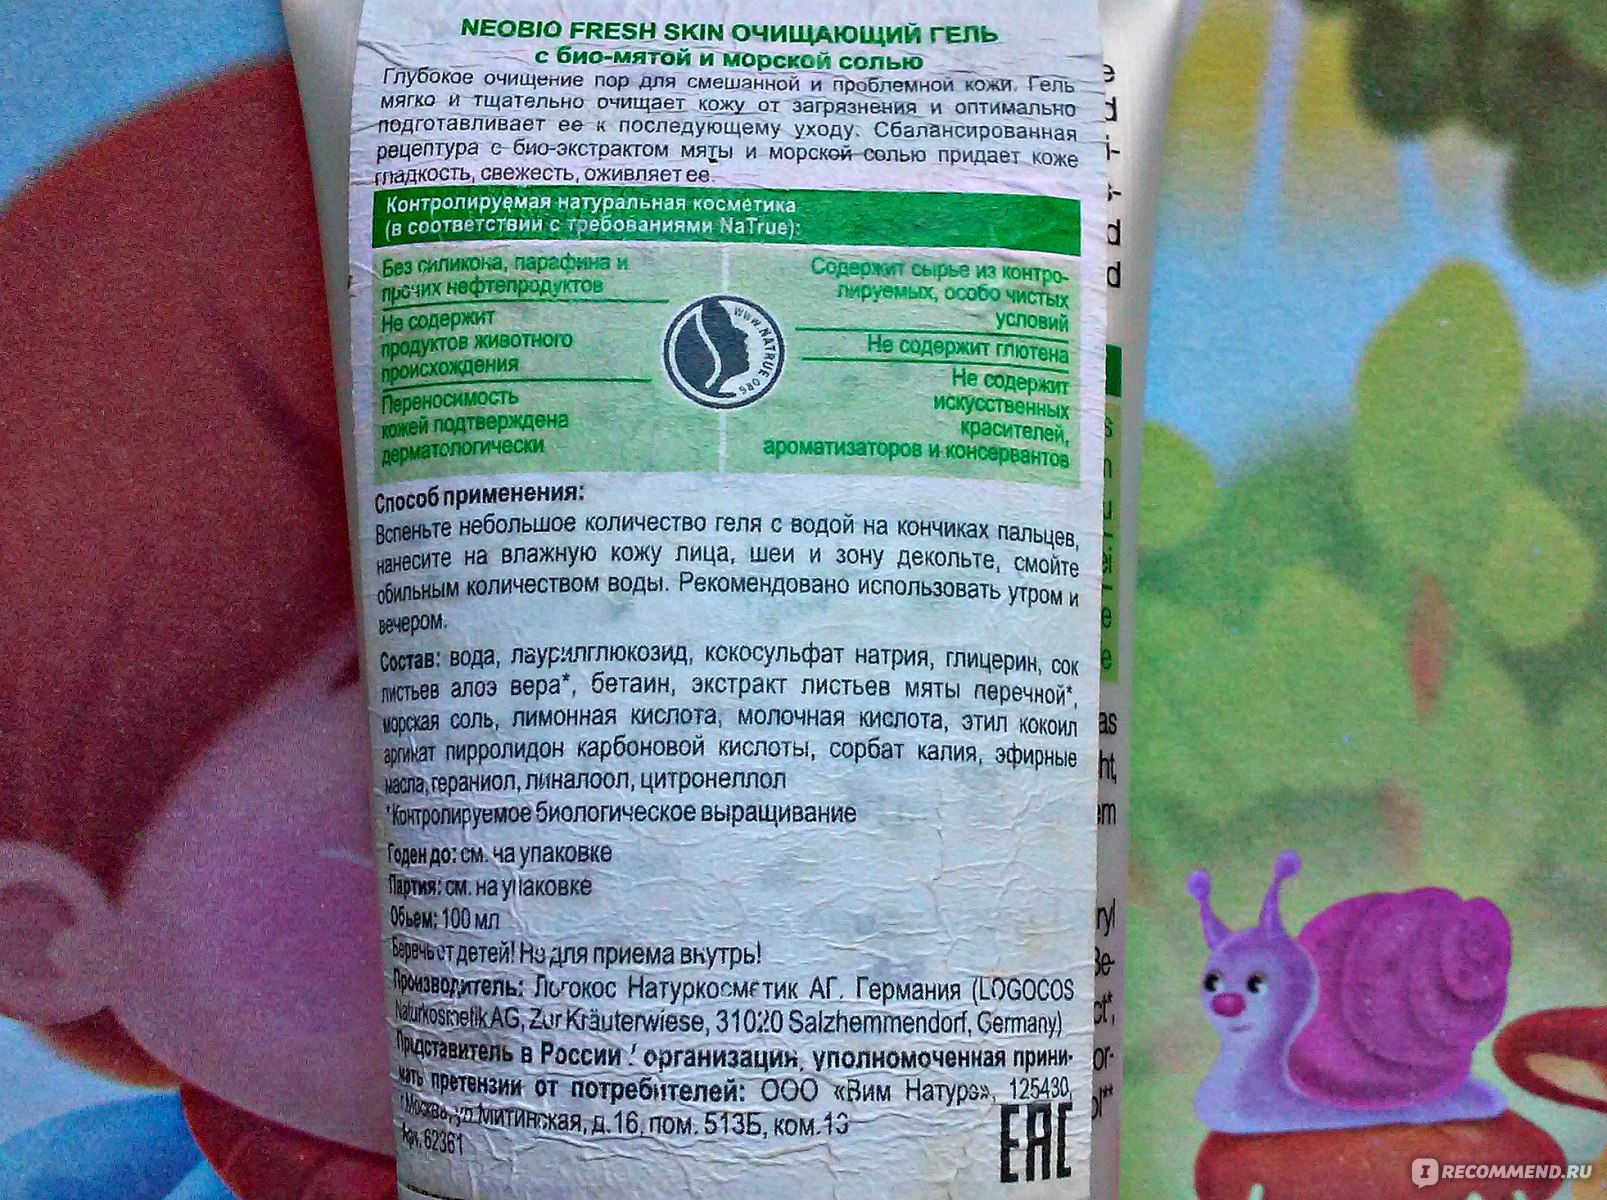 NEOBIO FRESH SKIN ОЧИЩАЮЩИЙ ГЕЛЬ
с био-мятой и морской солью
Глубокое очищение пор для смешанной и проблемной кожи. Гель
мягко и тщательно очищает кожу от загрязнения и оптимально
подготавливает ее к последующему уходу. Сбалансированная
рецептура с био-экстрактом мяты и морской солью придает коже
гладкость, свежесть, оживляет ее.
Контролируемая натуральная косметика
(в соответствии с требованиями NaTrue):
Без силикона, парафина и
прочих нефтепродуктов
Не содержит
продуктов животного
происхождения
Переносимость
кожей подтверждена
дерматологически
WWW.NATRUE.ORG
Содержит сырье из контро-
лируемых, особо чистых
условий
Не содержит глютена
Не содержит
искусственных
красителей,
ароматизаторов и консервантов
Способ применения:
Вспеньте небольшое количество геля с водой на кончиках пальцев,
нанесите на влажную кожу лица, шеи и зону декольте, смойте
обильным количеством воды. Рекомендовано использовать утром и
вечером.
Состав: вода, лаурилглюкозид, кокосульфат натрия, глицерин, сок
листьев алоэ вера*, бетаин, экстракт листьев мяты перечной*,
морская соль, лимонная кислота, молочная кислота, этил кокоил
аргинат пирролидон карбоновой кислоты, сорбат калия, эфирные
масла, гераниол, линалоол, цитронеллол
*Контролируемое биологическое выращивание
Годен до: см. на упаковке
Партия: см. на упаковке
Объем: 100 мл
Беречь от детей! Не для приема внутрь!
Производитель: Логокос Натуркосметик АГ, Германия (LOGOCOS
Naturkosmetik AG, Zur Kräuterwiese, 31020 Salzhemmendorf, Germany)
Представитель в России / организация, уполномоченная прини-
мать претензии от потребителей: ООО «Вим Натурэ», 125430,
г.Москва, ул.Митинская, д.16, пом. 513Б, ком.13
Арт. 62361
EAC
I RECOMMEND.RU